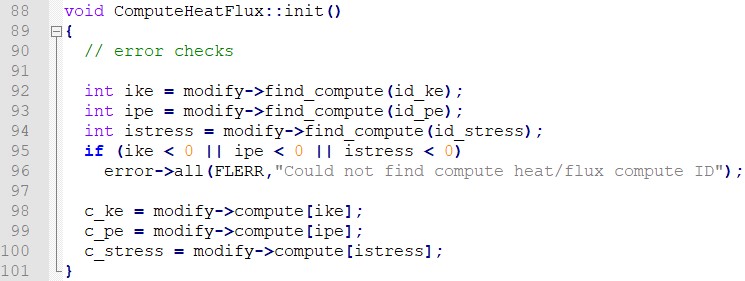 88 void ComputeHeatFlux::init()
89 {
90 // error checks
91
92 int ike = modify->find_compute(id_ke);
93 int ipe = modify->find_compute(id_pe);
94 int istress = modify->find_compute(id_stress);
95 if (ike < 0 || ipe < 0 || istress < 0)
96 error->all(FLERR,"Could not find compute heat/flux compute ID");
97
98 c_ke = modify->compute[ike];
99 c_pe = modify->compute[ipe];
100 c_stress = modify->compute[istress];
101 }